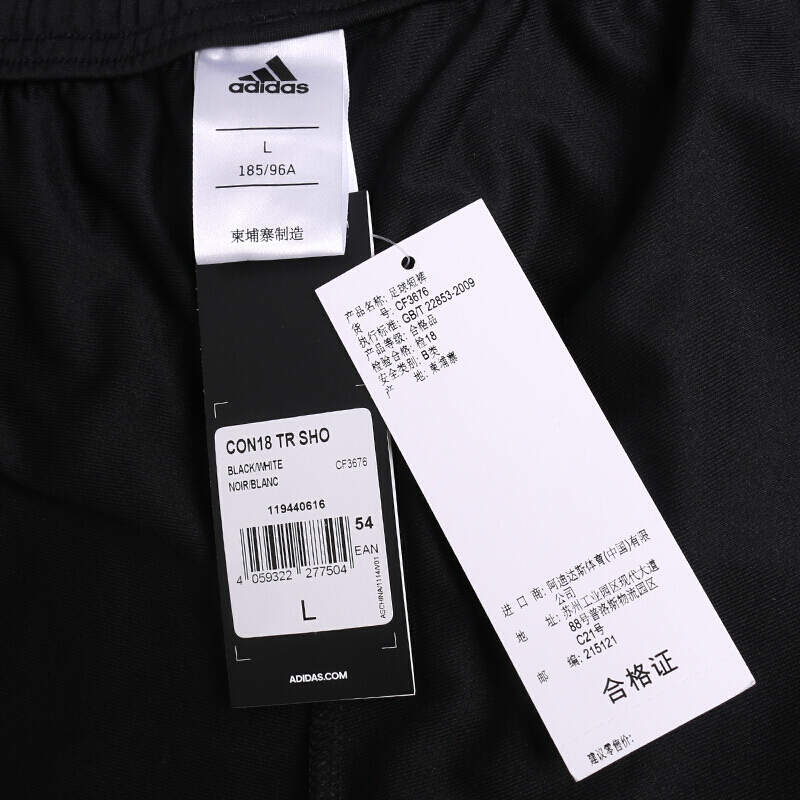 adidas
L
185/96A
柬埔寨制造
CON18 TR SHO
BLACK/WHITE CF3676
NOIR/BLANC
119440616
54
EAN
4 059322 277504
ASCHINA/1114/V01
L
ADIDAS.COM
产品名称: 足球短裤
货 号: CF3676
执行标准: GB/T 22853-2009
产品等级: 合格品
检验合格: 检18
安全类别: B类
产 地: 柬埔寨
进 口 商: 阿迪达斯体育(中国)有限
公司
地 址: 苏州工业园区现代大道
88号普洛斯物流园区
C21号
邮 编: 215121
合格证
建议零售价: